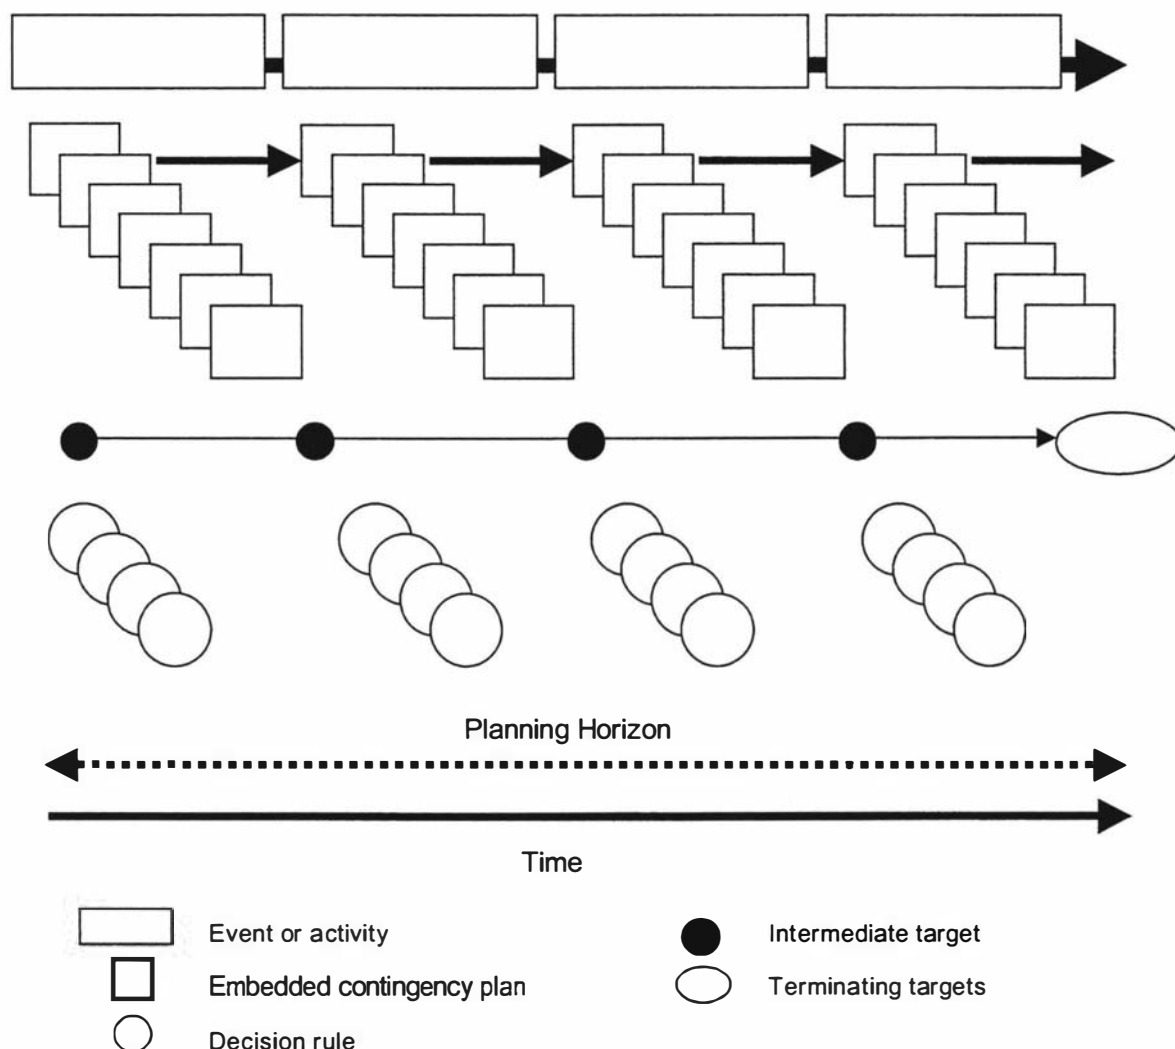 Planning Horizon
Time
Event or activity
Intermediate target
Embedded contingency plan
Terminating targets
Decision rule